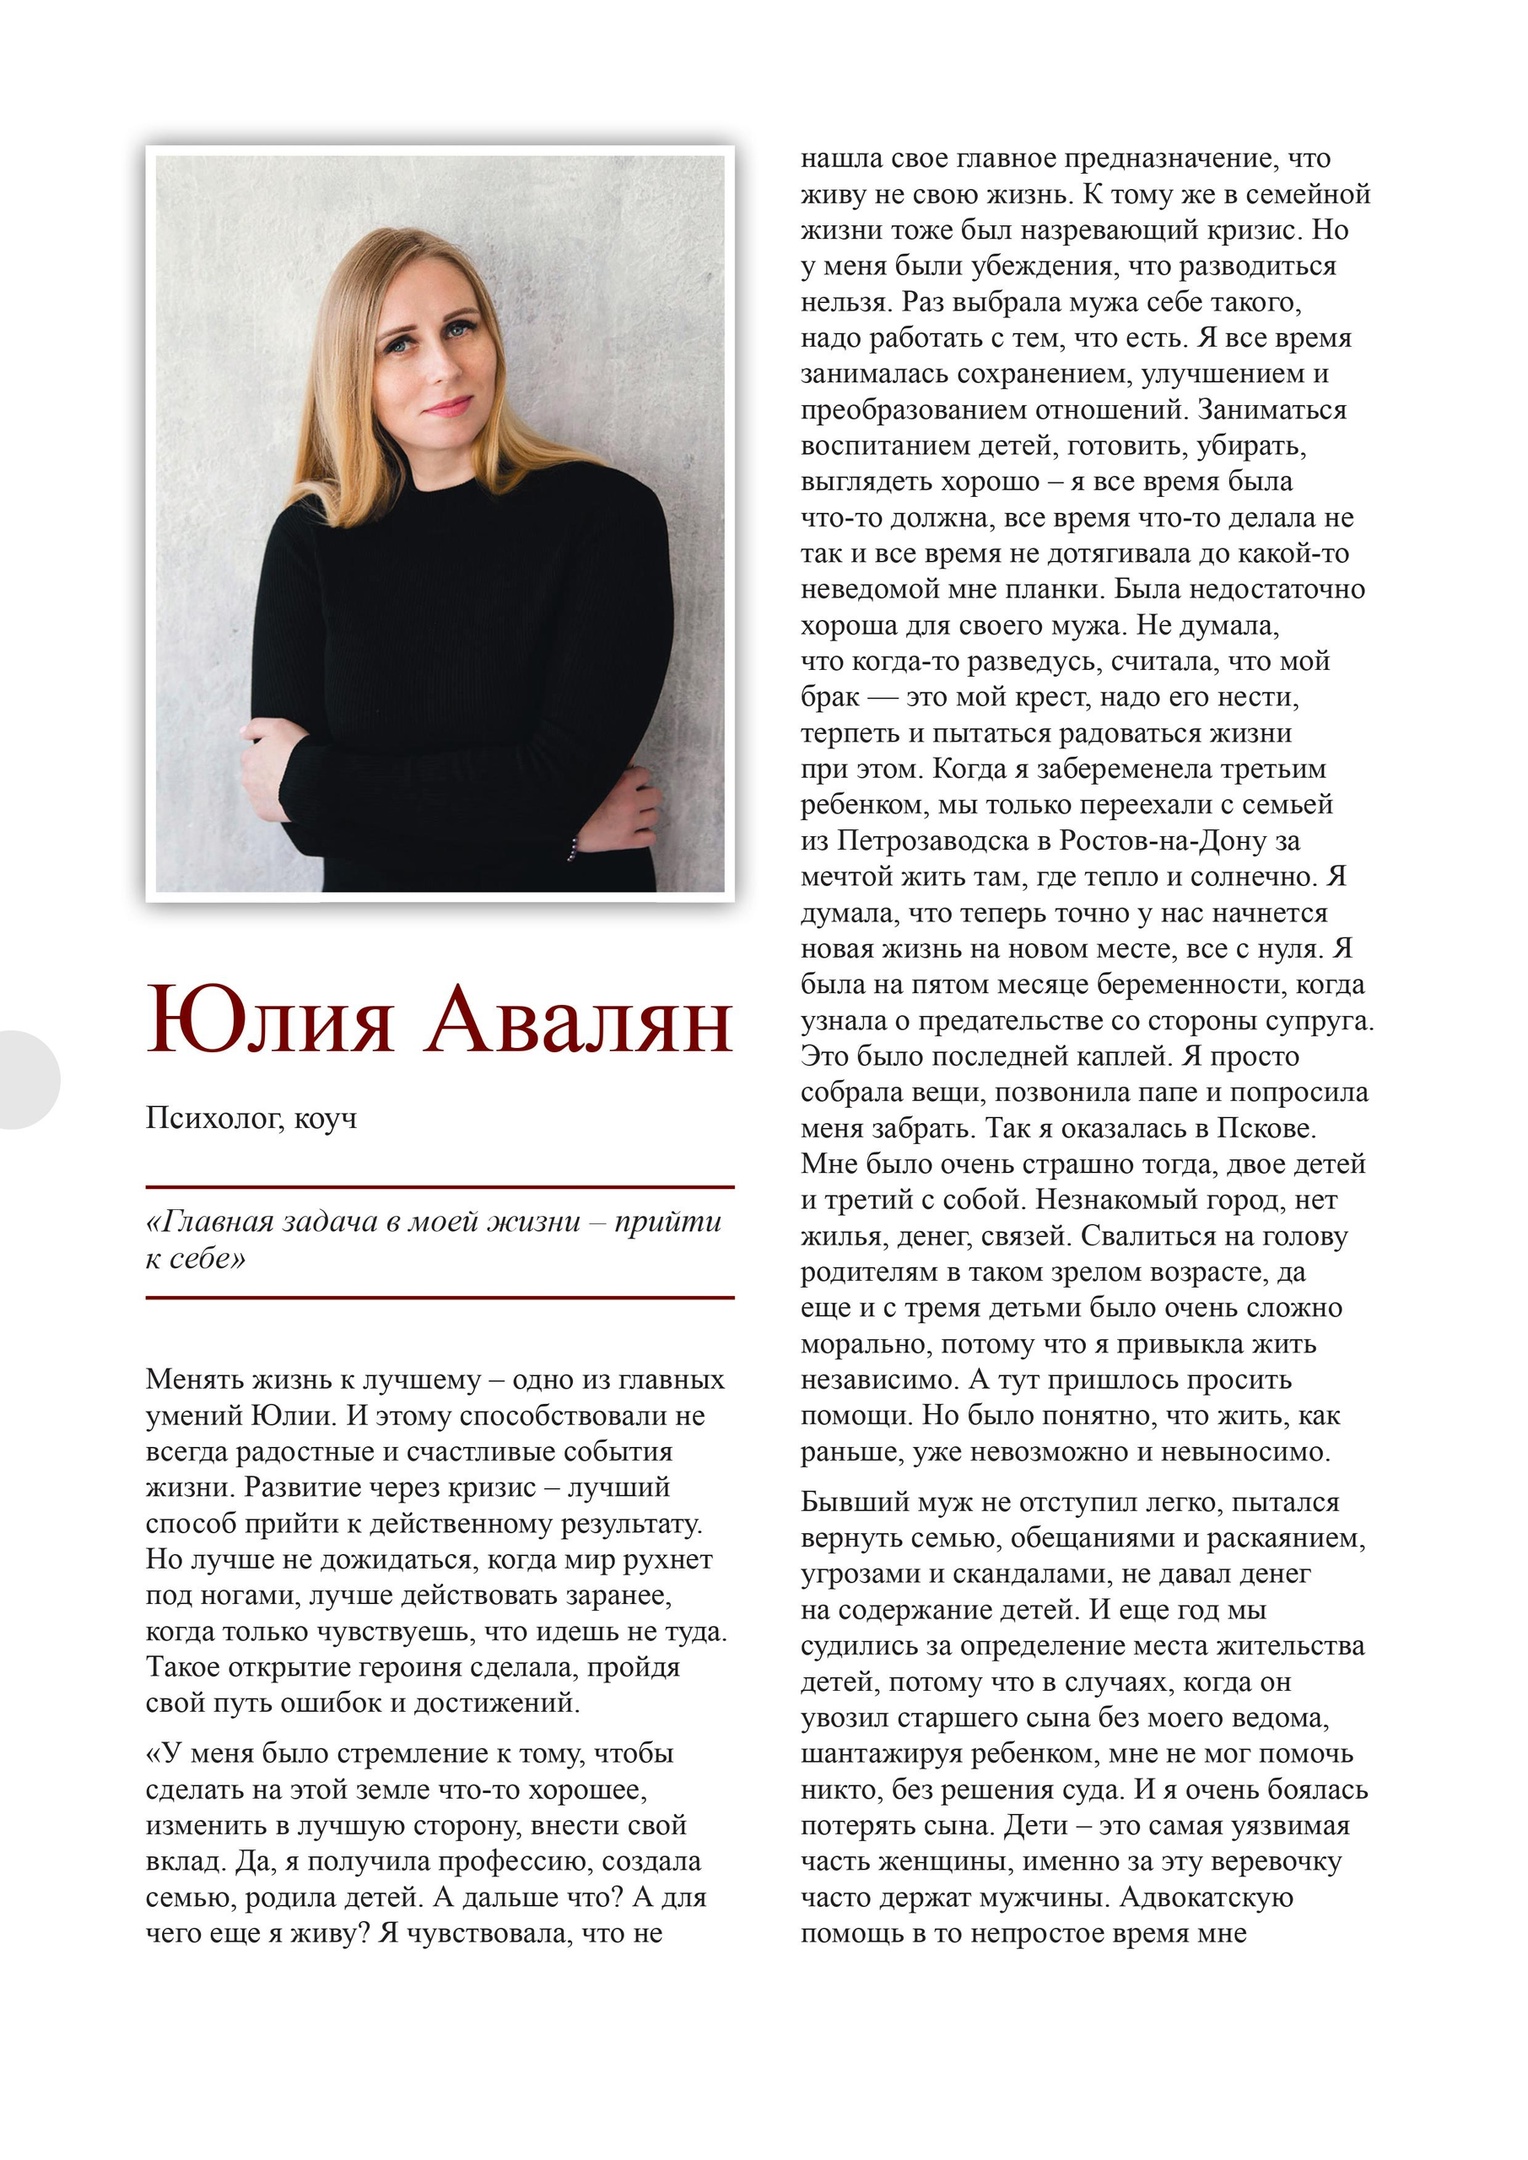 Юлия Авалян
Психолог, коуч
«Главная задача в моей жизни – прийти
к себе»
Менять жизнь к лучшему – одно из главных
умений Юлии. И этому способствовали не
всегда радостные и счастливые события
жизни. Развитие через кризис – лучший
способ прийти к действенному результату.
Но лучше не дожидаться, когда мир рухнет
под ногами, лучше действовать заранее,
когда только чувствуешь, что идешь не туда.
Такое открытие героиня сделала, пройдя
свой путь ошибок и достижений.
«У меня было стремление к тому, чтобы
сделать на этой земле что-то хорошее,
изменить в лучшую сторону, внести свой
вклад. Да, я получила профессию, создала
семью, родила детей. А дальше что? А для
чего еще я живу? Я чувствовала, что не
нашла свое главное предназначение, что
живу не свою жизнь. К тому же в семейной
жизни тоже был назревающий кризис. Но
у меня были убеждения, что разводиться
нельзя. Раз выбрала мужа себе такого,
надо работать с тем, что есть. Я все время
занималась сохранением, улучшением и
преобразованием отношений. Заниматься
воспитанием детей, готовить, убирать,
выглядеть хорошо – я все время была
что-то должна, все время что-то делала не
так и все время не дотягивала до какой-то
неведомой мне планки. Была недостаточно
хороша для своего мужа. Не думала,
что когда-то разведусь, считала, что мой
брак — это мой крест, надо его нести,
терпеть и пытаться радоваться жизни
при этом. Когда я забеременела третьим
ребенком, мы только переехали с семьей
из Петрозаводска в Ростов-на-Дону за
мечтой жить там, где тепло и солнечно. Я
думала, что теперь точно у нас начнется
новая жизнь на новом месте, все с нуля. Я
была на пятом месяце беременности, когда
узнала о предательстве со стороны супруга.
Это было последней каплей. Я просто
собрала вещи, позвонила папе и попросила
меня забрать. Так я оказалась в Пскове.
Мне было очень страшно тогда, двое детей
и третий с собой. Незнакомый город, нет
жилья, денег, связей. Свалиться на голову
родителям в таком зрелом возрасте, да
еще и с тремя детьми было очень сложно
морально, потому что я привыкла жить
независимо. А тут пришлось просить
помощи. Но было понятно, что жить, как
раньше, уже невозможно и невыносимо.
Бывший муж не отступил легко, пытался
вернуть семью, обещаниями и раскаянием,
угрозами и скандалами, не давал денег
на содержание детей. И еще год мы
судились за определение места жительства
детей, потому что в случаях, когда он
увозил старшего сына без моего ведома,
шантажируя ребенком, мне не мог помочь
никто, без решения суда. И я очень боялась
потерять сына. Дети – это самая уязвимая
часть женщины, именно за эту веревочку
часто держат мужчины. Адвокатскую
помощь в то непростое время мне